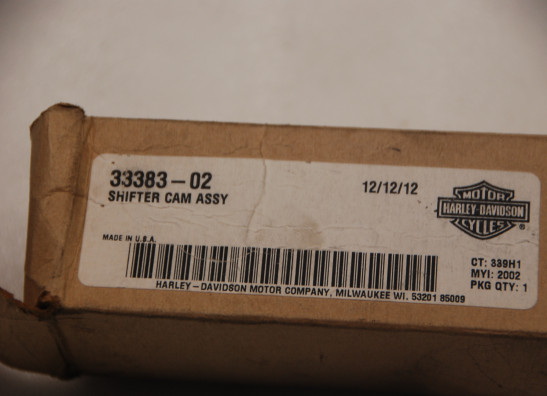 33383-02
SHIFTER CAM ASSY
12/12/12
MOTOR
HARLEY-DAVIDSON
CYCLES
®
MADE IN U.S.A.
CT: 339H1
MYI: 2002
PKG QTY: 1
HARLEY-DAVIDSON MOTOR COMPANY, MILWAUKEE WI. 53201 85009